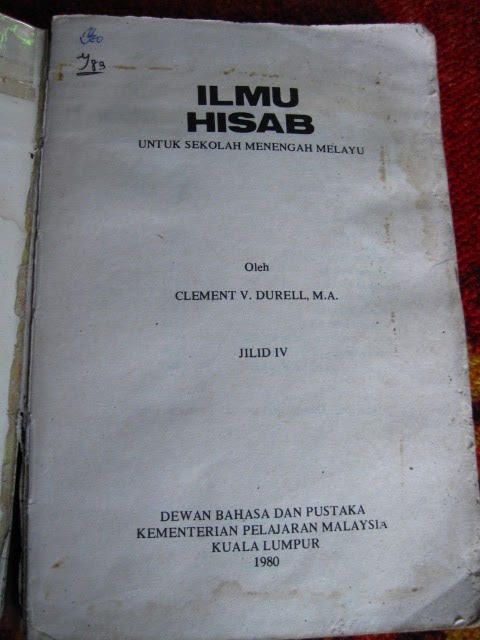 ILMU
HISAB
UNTUK SEKOLAH MENENGAH MELAYU
Oleh
CLEMENT V. DURELL, M.A.
JILID IV
DEWAN BAHASA DAN PUSTAKA
KEMENTERIAN PELAJARAN MALAYSIA
KUALA LUMPUR
1980